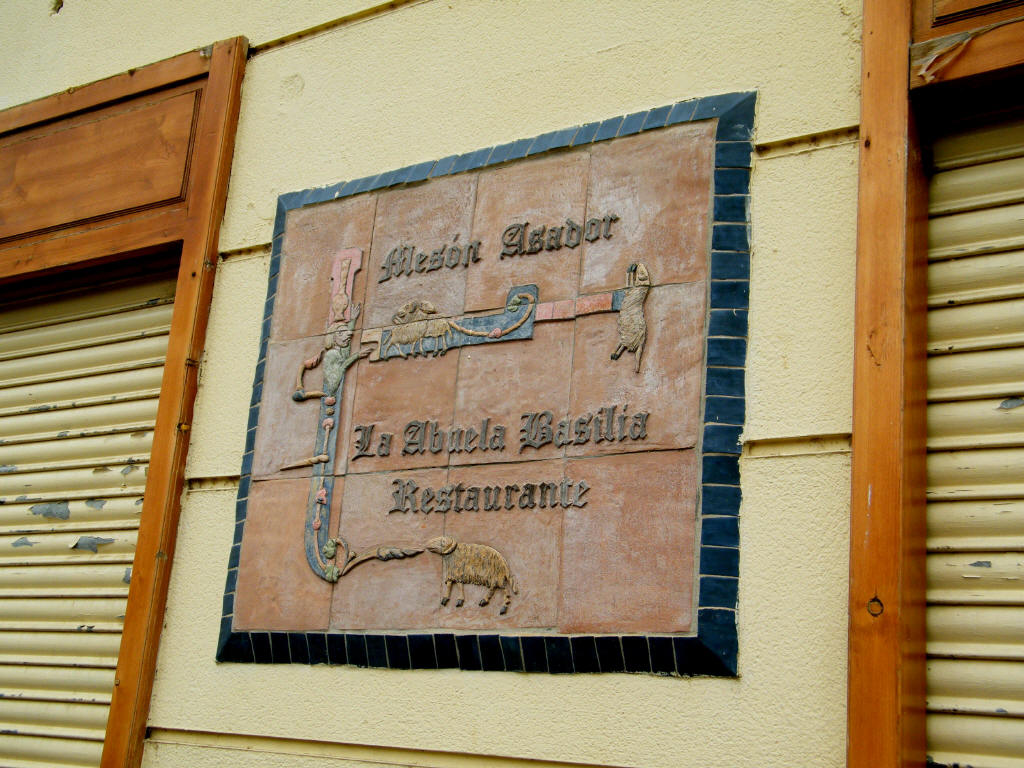 Mesón Asador
La Abuela Basilia
Restaurante